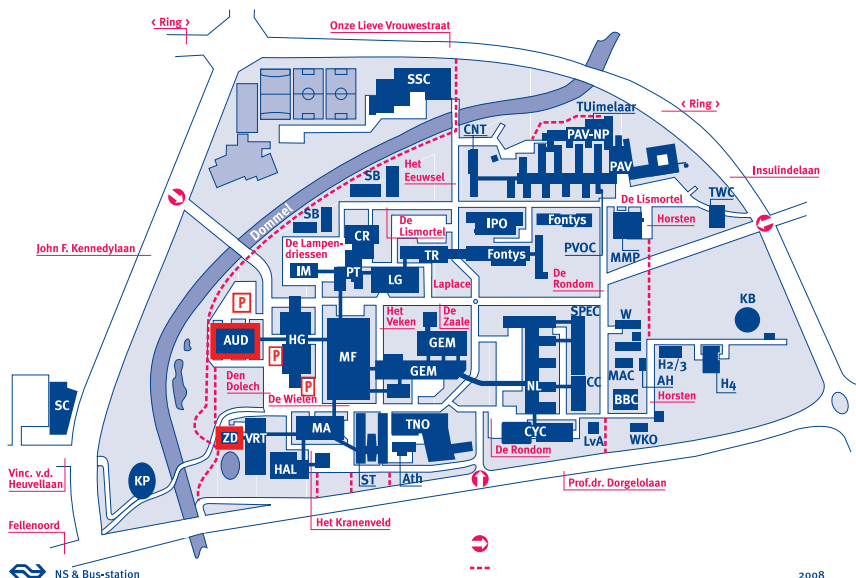 ‹ Ring ›
Onze Lieve Vrouwestraat
SSC
TUimelaar
‹ Ring ›
CNT
PAV-NP
PAV
Het
Eeuwsel
Insulindelaan
SB
De Lismortel
TWC
Horsten
SB
Dommel
De
Lismortel
IPO
Fontys
CR
De Lampen-
driessen
John F. Kennedylaan
PVOC
MMP
TR
Fontys
IM
PT
LG
Laplace
De
Rondom
P
KB
Het
Veken
De
Zaale
SPEC
W
AUD
HG
MF
GEM
P
GEM
H2/3
MAC
AH
H4
Den
Dolech
P
De Wielen
NL
CC
BBC
Horsten
SC
ZD
VRT
MA
TNO
CYC
LvA
WKO
De Rondom
Vinc. v.d.
Heuvellaan
KP
HAL
ST
Ath
Prof.dr. Dorgelolaan
Fellenoord
Het Kranenveld
NS & Bus-station
2008